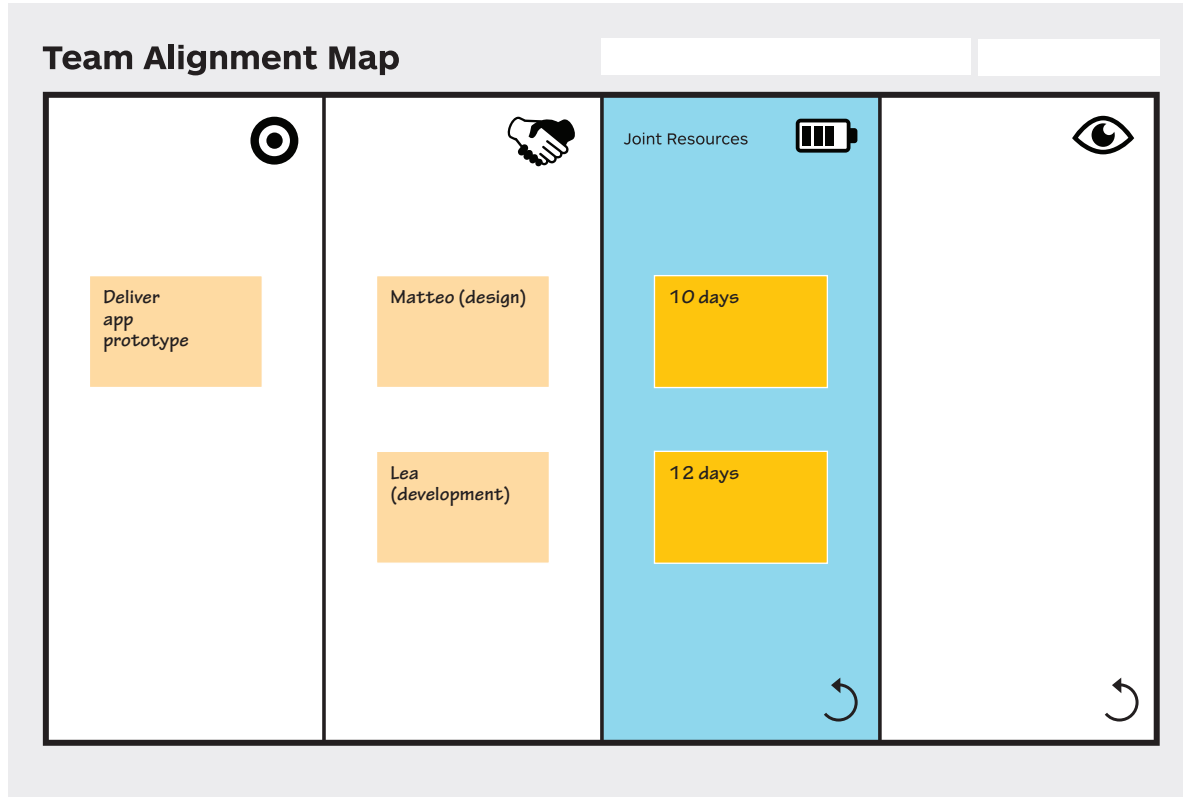 Team Alignment Map
Joint Resources
Deliver
app
prototype
Matteo (design)
10 days
Lea
(development)
12 days